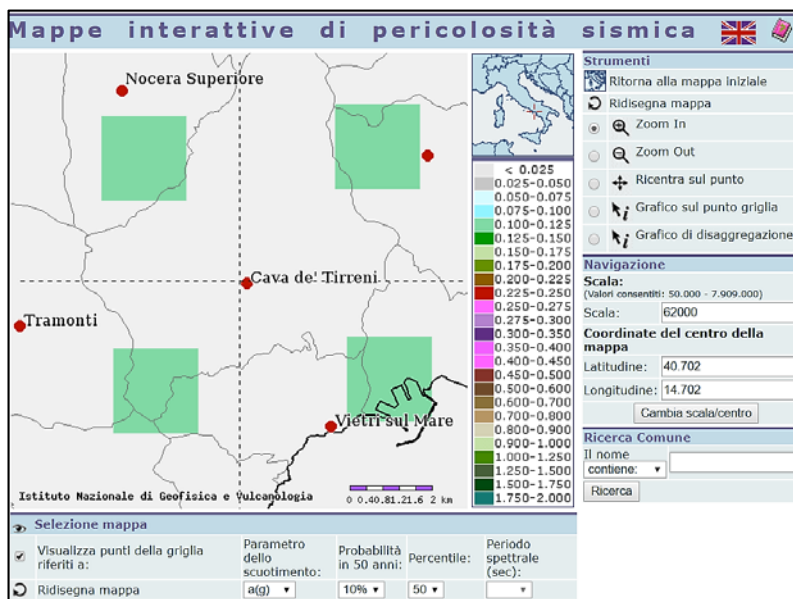 Mappe interattive di pericolosità sismica
Nocera Superiore
Cava de' Tirreni
Tramonti
Vietri sul Mare
Istituto Nazionale di Geofisica e Vulcanologia
0 0.40.81.21.6 2 km
< 0.025
0.025-0.050
0.050-0.075
0.075-0.100
0.100-0.125
0.125-0.150
0.150-0.175
0.175-0.200
0.200-0.225
0.225-0.250
0.250-0.275
0.275-0.300
0.300-0.350
0.350-0.400
0.400-0.450
0.450-0.500
0.500-0.600
0.600-0.700
0.700-0.800
0.800-0.900
0.900-1.000
1.000-1.250
1.250-1.500
1.500-1.750
1.750-2.000
Strumenti
Ritorna alla mappa iniziale
Ridisegna mappa
Zoom In
Zoom Out
Ricentra sul punto
Grafico sul punto griglia
Grafico di disaggregazione
Navigazione
Scala:
(Valori consentiti: 50.000 - 7.909.000)
Scala: 62000
Coordinate del centro della
mappa
Latitudine: 40.702
Longitudine: 14.702
Cambia scala/centro
Ricerca Comune
Il nome
contiene:
Ricerca
Selezione mappa
Visualizza punti della griglia
riferiti a:
Parametro
dello
scuotimento:
Probabilità
in 50 anni:
Percentile:
Periodo
spettrale
(sec):
Ridisegna mappa
a(g) 10% 50